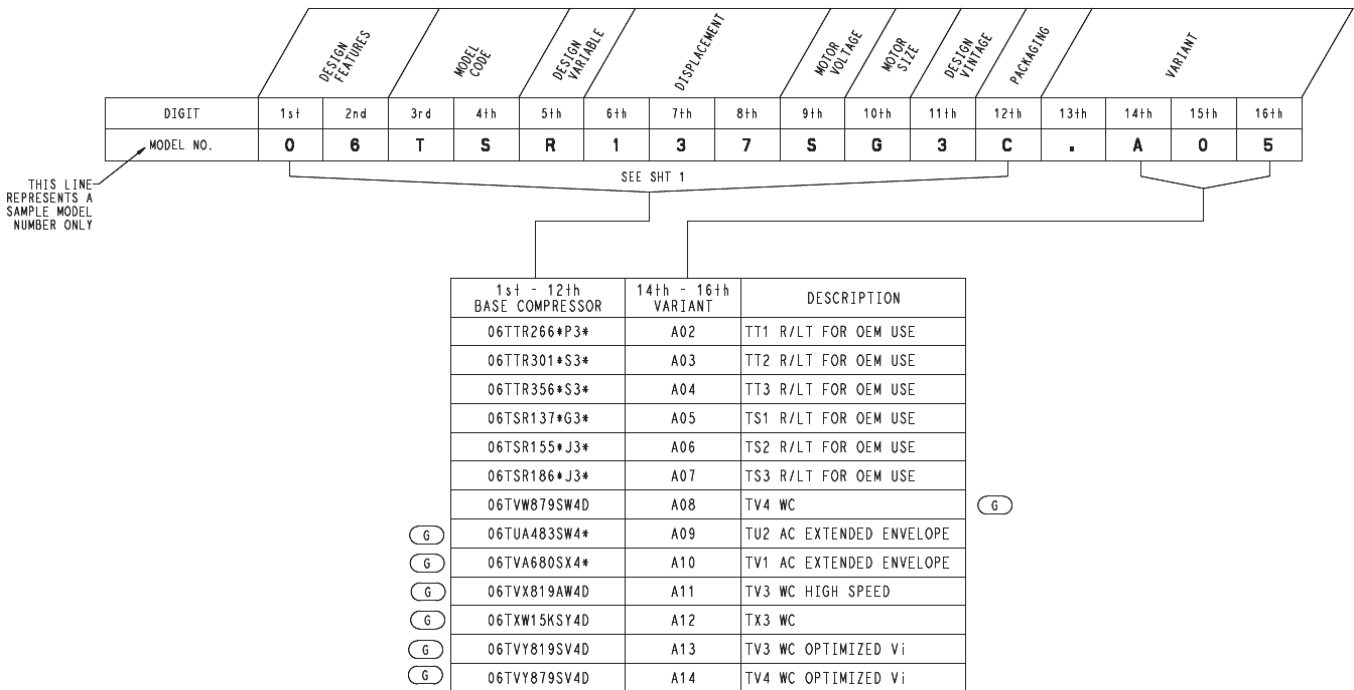 DESIGN FEATURES
MODEL CODE
DESIGN VARIABLE
DISPLACEMENT
MOTOR VOLTAGE
MOTOR SIZE
DESIGN VINTAGE
PACKAGING
VARIANT
DIGIT 1st 2nd 3rd 4th 5th 6th 7th 8th 9th 10th 11th 12th 13th 14th 15th 16th
MODEL NO. 0 6 T S R 1 3 7 S G 3 C . A 0 5
SEE SHT 1
THIS LINE
REPRESENTS A
SAMPLE MODEL
NUMBER ONLY
1st - 12th 14th - 16th DESCRIPTION
BASE COMPRESSOR VARIANT
06TTR266*P3* A02 TT1 R/LT FOR OEM USE
06TTR301*S3* A03 TT2 R/LT FOR OEM USE
06TTR356*S3* A04 TT3 R/LT FOR OEM USE
06TSR137*G3* A05 TS1 R/LT FOR OEM USE
06TSR155*J3* A06 TS2 R/LT FOR OEM USE
06TSR186*J3* A07 TS3 R/LT FOR OEM USE
06TVW879SW4D A08 TV4 WC G
G 06TUA483SW4* A09 TU2 AC EXTENDED ENVELOPE
G 06TVA680SX4* A10 TV1 AC EXTENDED ENVELOPE
G 06TVX819AW4D A11 TV3 WC HIGH SPEED
G 06TXW15KSY4D A12 TX3 WC
G 06TVY819SV4D A13 TV3 WC OPTIMIZED Vi
G 06TVY879SV4D A14 TV4 WC OPTIMIZED Vi